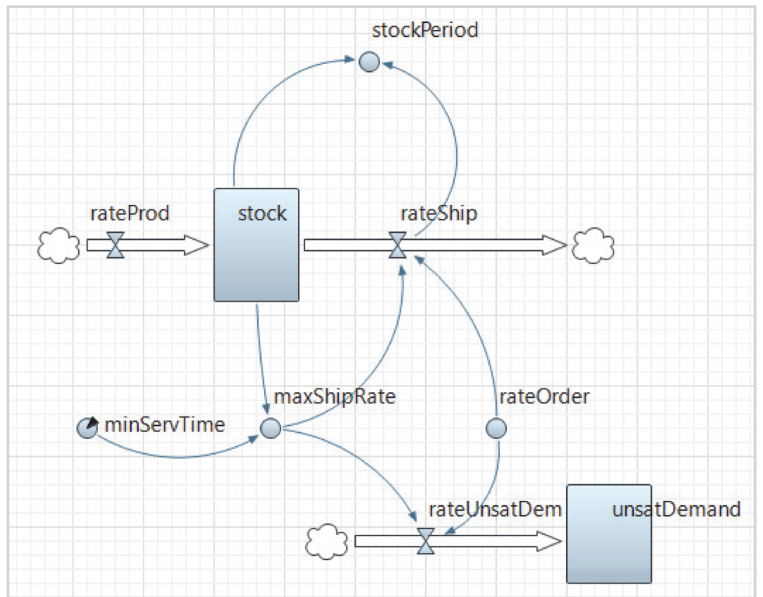 stockPeriod
rateProd
stock
rateShip
maxShipRate
rateOrder
minServTime
rateUnsatDem
unsatDemand